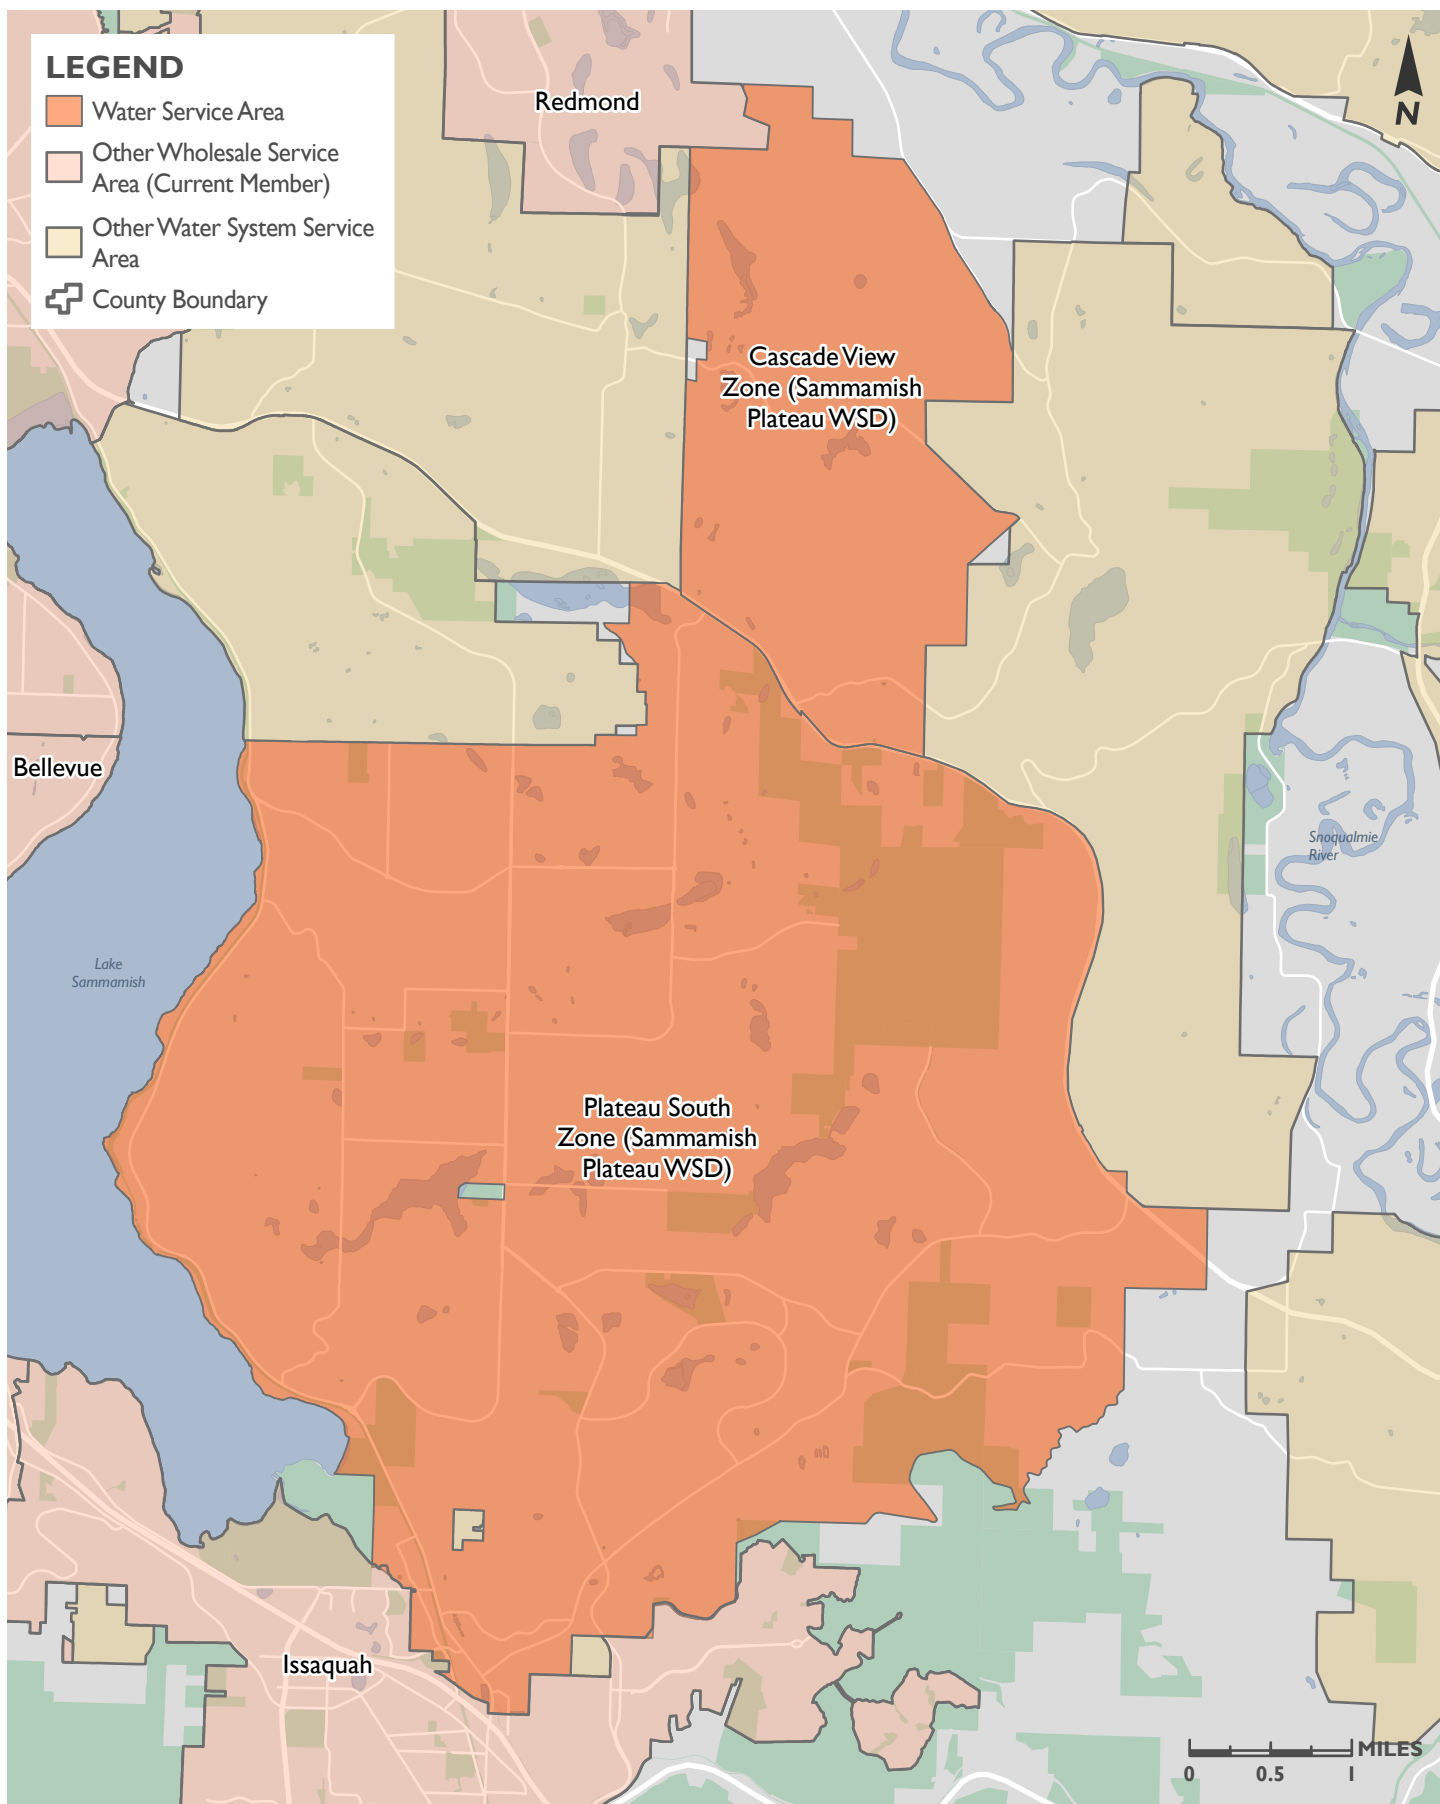 LEGEND
Water Service Area
Other Wholesale Service
Area (Current Member)
Other Water System Service
Area
County Boundary
Redmond
N
Cascade View
Zone (Sammamish
Plateau WSD)
Bellevue
Snoqualmie
River
Lake
Sammamish
Plateau South
Zone (Sammamish
Plateau WSD)
Issaquah
MILES
0 0.5 1